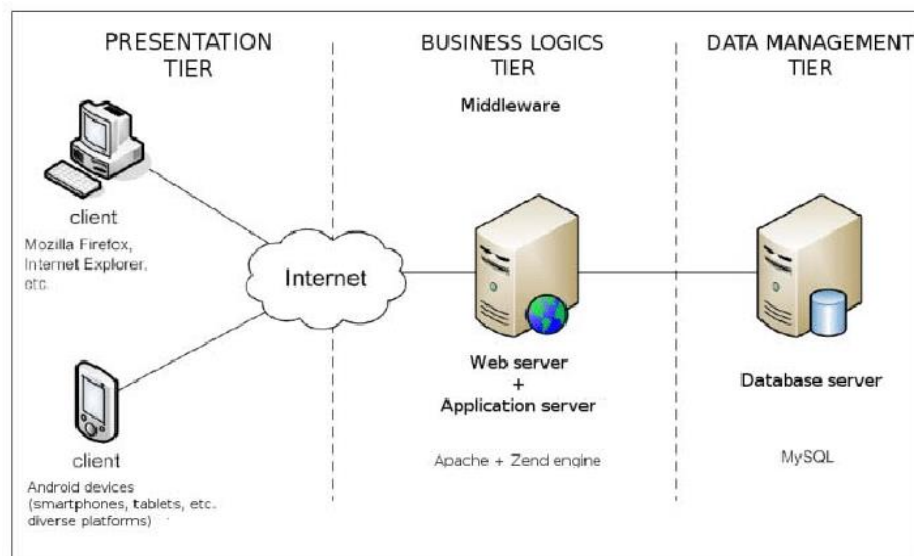 PRESENTATION
TIER
BUSINESS LOGICS
TIER
DATA MANAGEMENT
TIER
Middleware
client
Mozilla Firefox,
Internet Explorer,
etc.
Internet
Web server
+
Application server
Apache + Zend engine
Database server
MySQL
client
Android devices
(smartphones, tablets, etc.
diverse platforms)